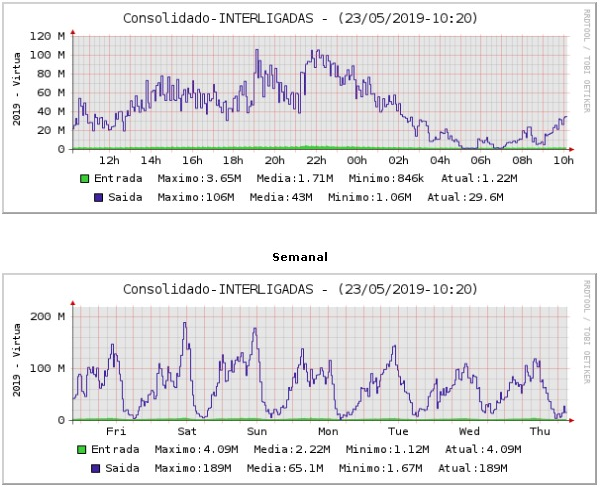 Consolidado-INTERLIGADAS - (23/05/2019-10:20)
RRDTOOL / TOBI OETIKER
2019 - Virtua
120 M
100 M
80 M
60 M
40 M
20 M
0
12h 14h 16h 18h 20h 22h 00h 02h 04h 06h 08h 10h
Entrada Maximo:3.65M Media:1.71M Minimo:846k Atual:1.22M
Saida Maximo:106M Media:43M Minimo:1.06M Atual:29.6M
Semanal
Consolidado-INTERLIGADAS - (23/05/2019-10:20)
RRDTOOL / TOBI OETIKER
2019 - Virtua
200 M
100 M
0
Fri Sat Sun Mon Tue Wed Thu
Entrada Maximo:4.09M Media:2.22M Minimo:1.12M Atual:4.09M
Saida Maximo:189M Media:65.1M Minimo:1.67M Atual:189M